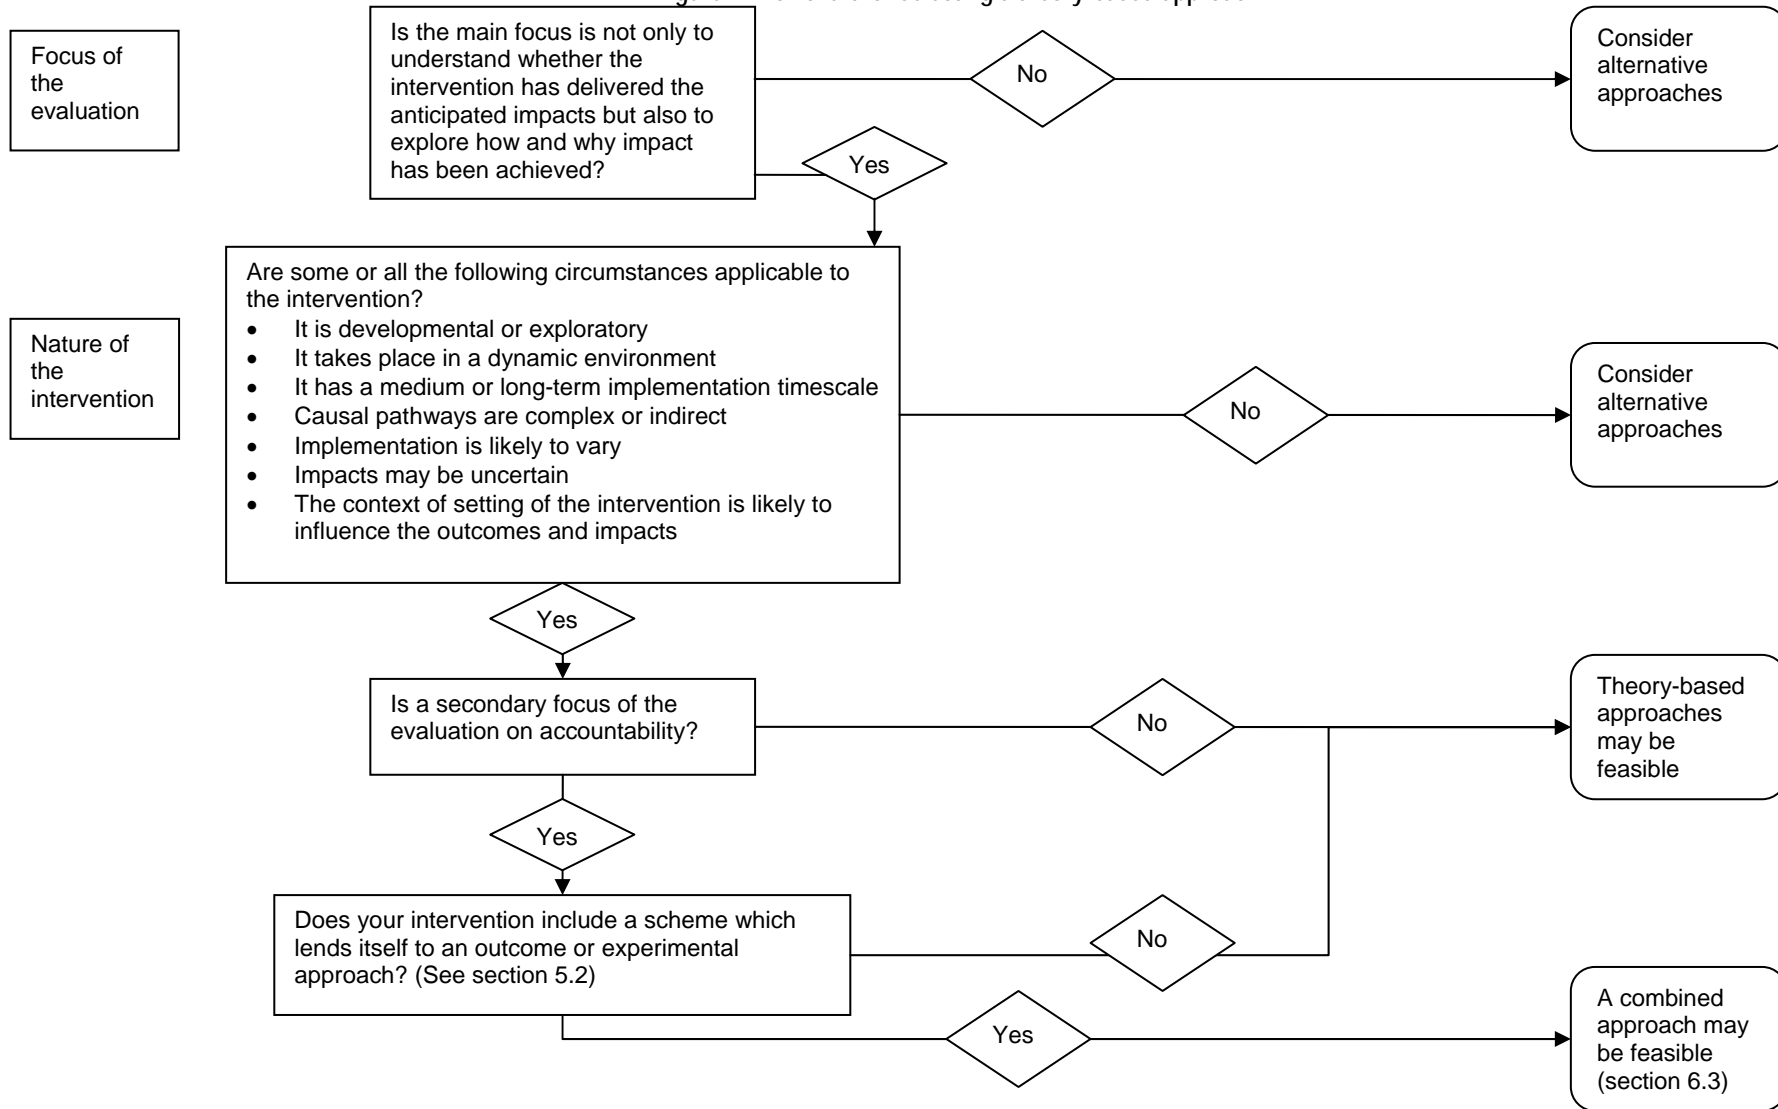 Focus of
the
evaluation
Is the main focus is not only to
understand whether the
intervention has delivered the
anticipated impacts but also to
explore how and why impact
has been achieved?
No
Consider
alternative
approaches
Yes
Nature of
the
intervention
Are some or all the following circumstances applicable to
the intervention?
• It is developmental or exploratory
• It takes place in a dynamic environment
• It has a medium or long-term implementation timescale
• Causal pathways are complex or indirect
• Implementation is likely to vary
• Impacts may be uncertain
• The context of setting of the intervention is likely to
influence the outcomes and impacts
No
Consider
alternative
approaches
Yes
Is a secondary focus of the
evaluation on accountability?
No
Theory-based
approaches
may be
feasible
Yes
Does your intervention include a scheme which
lends itself to an outcome or experimental
approach? (See section 5.2)
No
Yes
A combined
approach may
be feasible
(section 6.3)